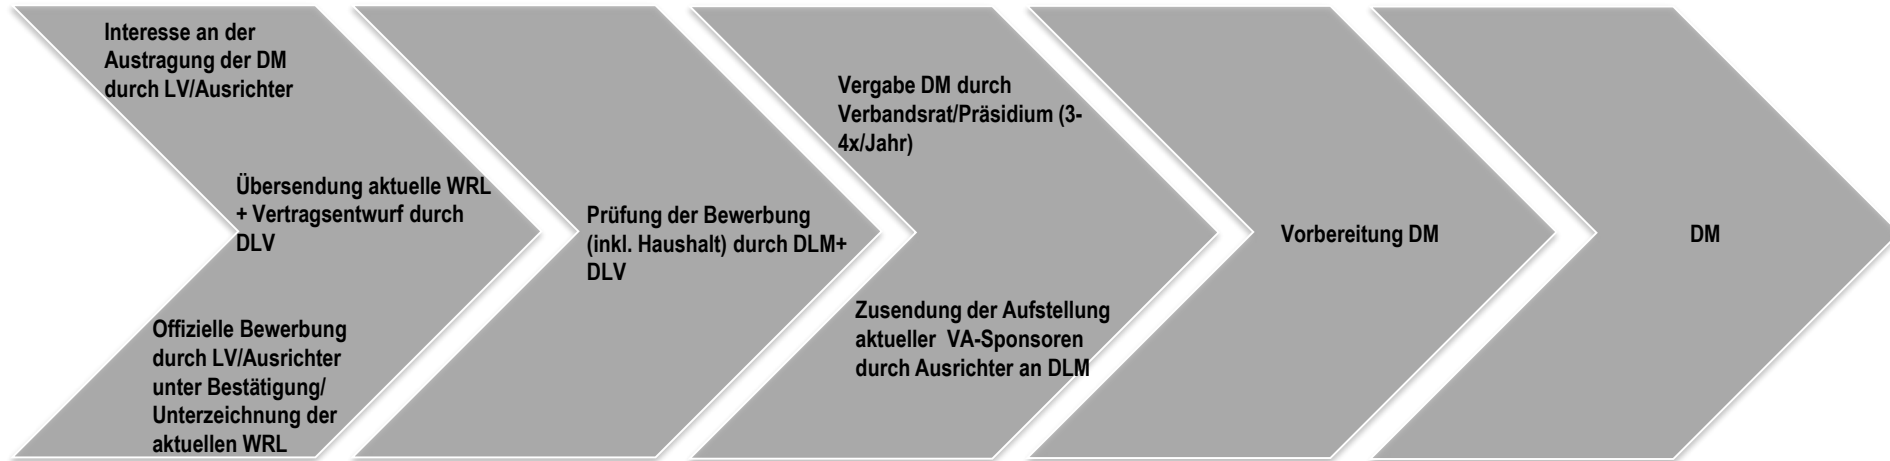 Interesse an der
Austragung der DM
durch LV/Ausrichter
Übersendung aktuelle WRL
+ Vertragsentwurf durch
DLV
Offizielle Bewerbung
durch LV/Ausrichter
unter Bestätigung/
Unterzeichnung der
aktuellen WRL
Prüfung der Bewerbung
(inkl. Haushalt) durch DLM+
DLV
Vergabe DM durch
Verbandsrat/Präsidium (3-
4x/Jahr)
Zusendung der Aufstellung
aktueller  VA-Sponsoren
durch Ausrichter an DLM
Vorbereitung DM
DM